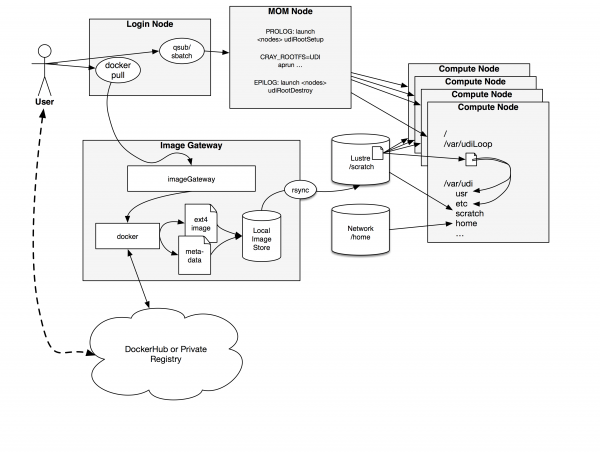 Login Node
qsub/
sbatch
docker
pull
User
MOM Node
PROLOG: launch
<nodes> udiRootSetup
CRAY_ROOTFS=UDI
aprun ...
EPILOG: launch <nodes>
udiRootDestroy
Compute Node
Compute Node
Compute Node
Compute Node
/
/var/udiLoop
/var/udi
usr
etc
scratch
home
...
Image Gateway
imageGateway
docker
ext4
image
meta-
data
Local
Image
Store
rsync
Lustre
/scratch
Network
/home
DockerHub or Private
Registry